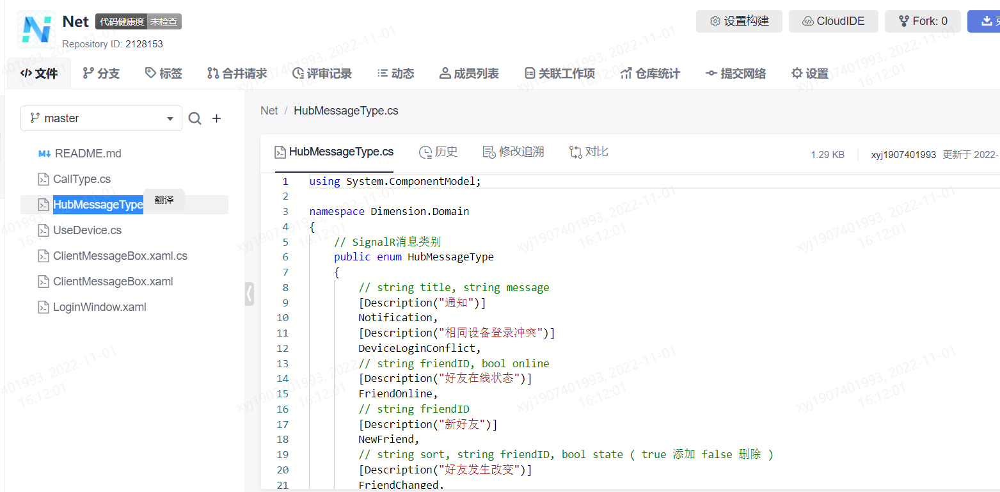 Net 代码健康度 未检查
Repository ID: 2128153
设置构建 CloudIDE Fork: 0
文件 分支 标签 合并请求 评审记录 动态 成员列表 关联工作项 仓库统计 提交网络 设置
master
README.md
CallType.cs
HubMessageType
翻译
UseDevice.cs
ClientMessageBox.xaml.cs
ClientMessageBox.xaml
LoginWindow.xaml
Net / HubMessageType.cs
HubMessageType.cs 历史 修改追溯 对比 1.29 KB xyj1907401993 更新于 2022-
1 using System.ComponentModel;
2
3 namespace Dimension.Domain
4 {
5 // SignalR消息类别
6 public enum HubMessageType
7 {
8 // string title, string message
9 [Description("通知")]
10 Notification,
11 [Description("相同设备登录冲突")]
12 DeviceLoginConflict,
13 // string friendID, bool online
14 [Description("好友在线状态")]
15 FriendOnline,
16 // string friendID
17 [Description("新好友")]
18 NewFriend,
19 // string sort, string friendID, bool state ( true 添加 false 删除 )
20 [Description("好友发生改变")]
21 FriendChanged,
xyj1907401993, 2022-11-01
16:12:01